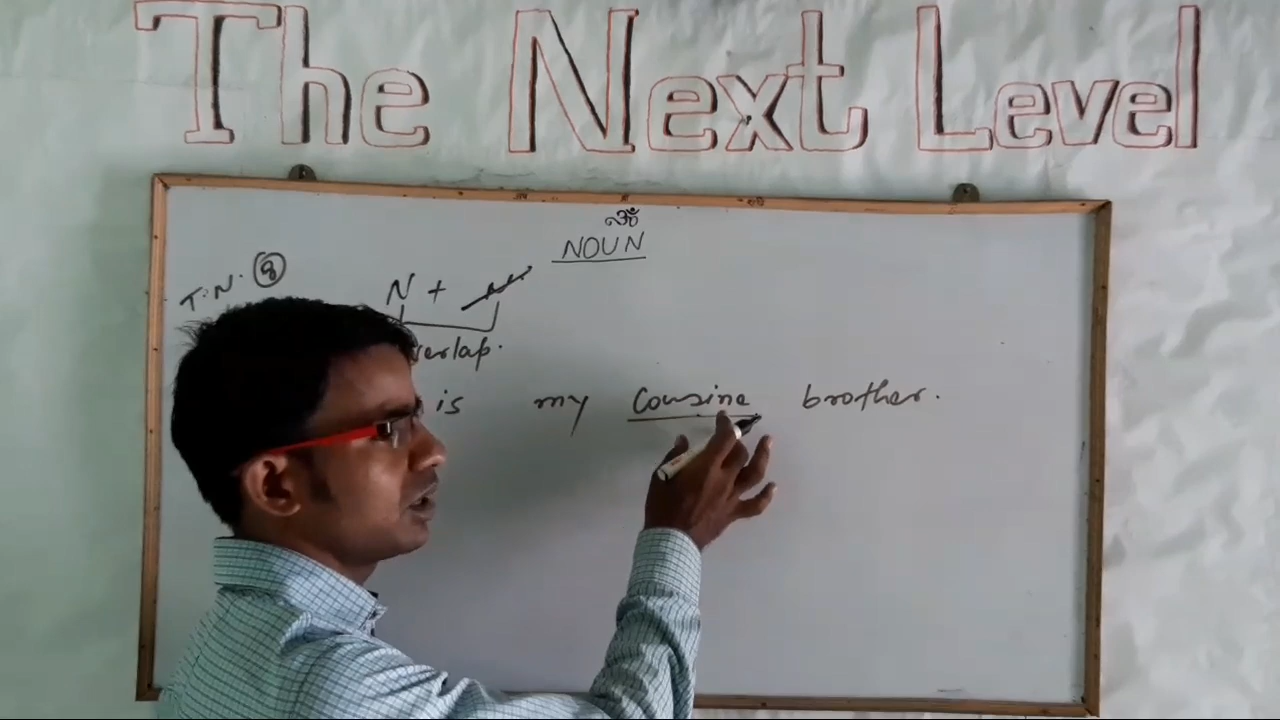 The Next Level
ॐ
NOUN
T.N. 8
N +
verlap.
is my Cousine brother.